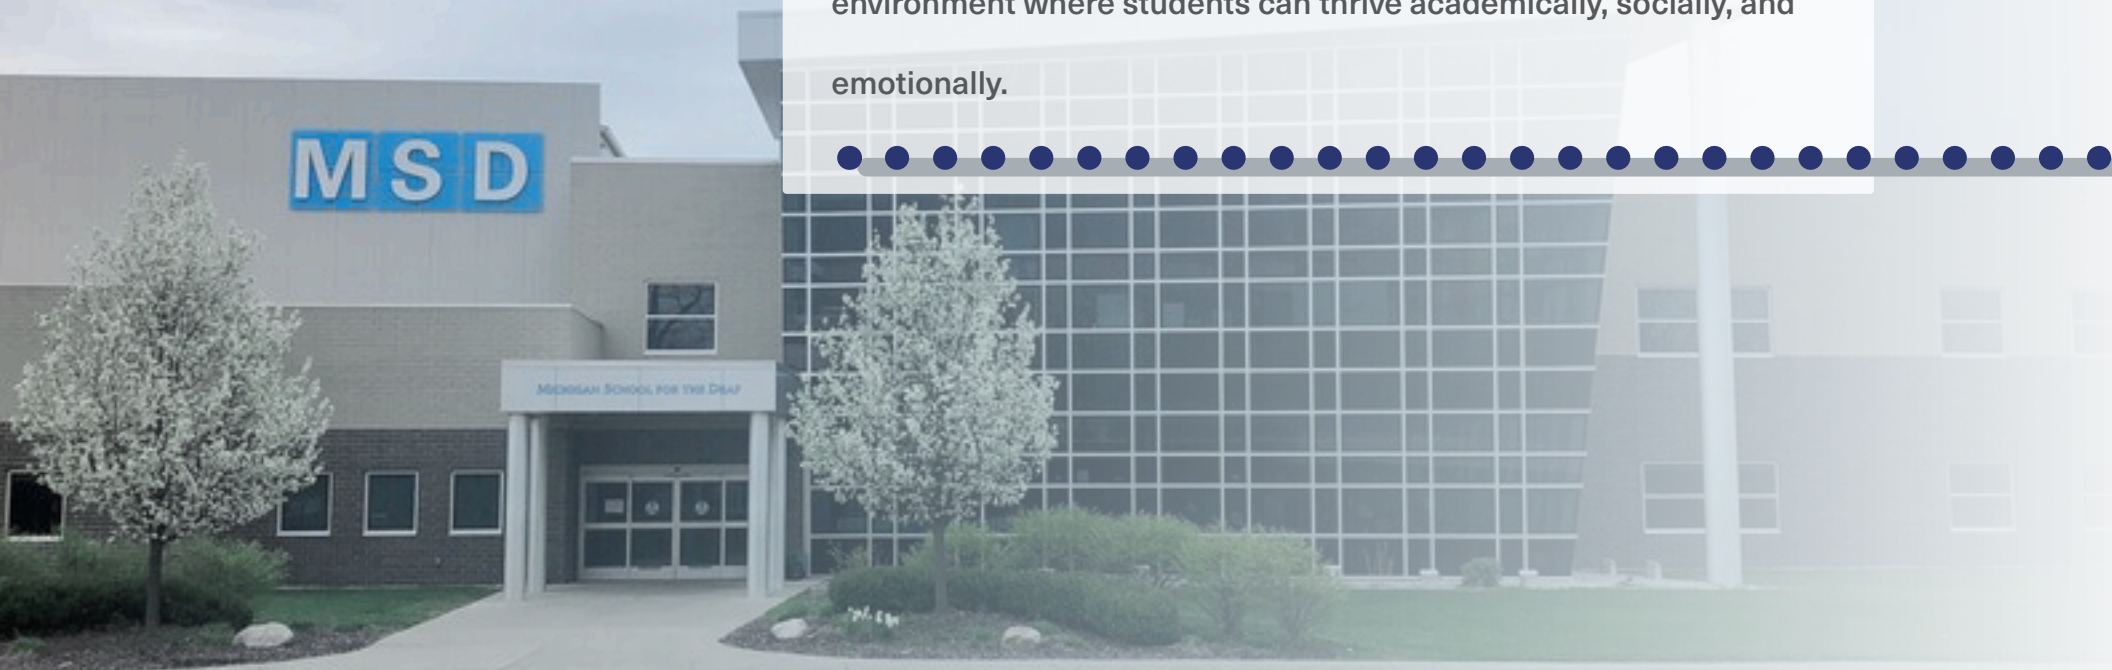 environment where students can thrive academically, socially, and
emotionally.
MSD
MICHIGAN SCHOOL FOR THE DEAF